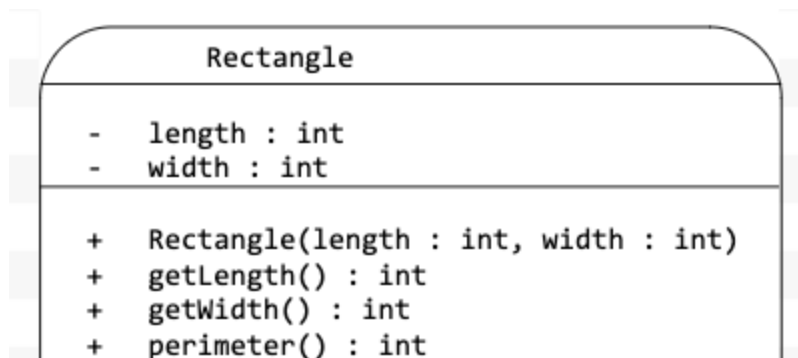 Rectangle
- length : int
- width : int
+ Rectangle(length : int, width : int)
+ getLength() : int
+ getWidth() : int
+ perimeter() : int